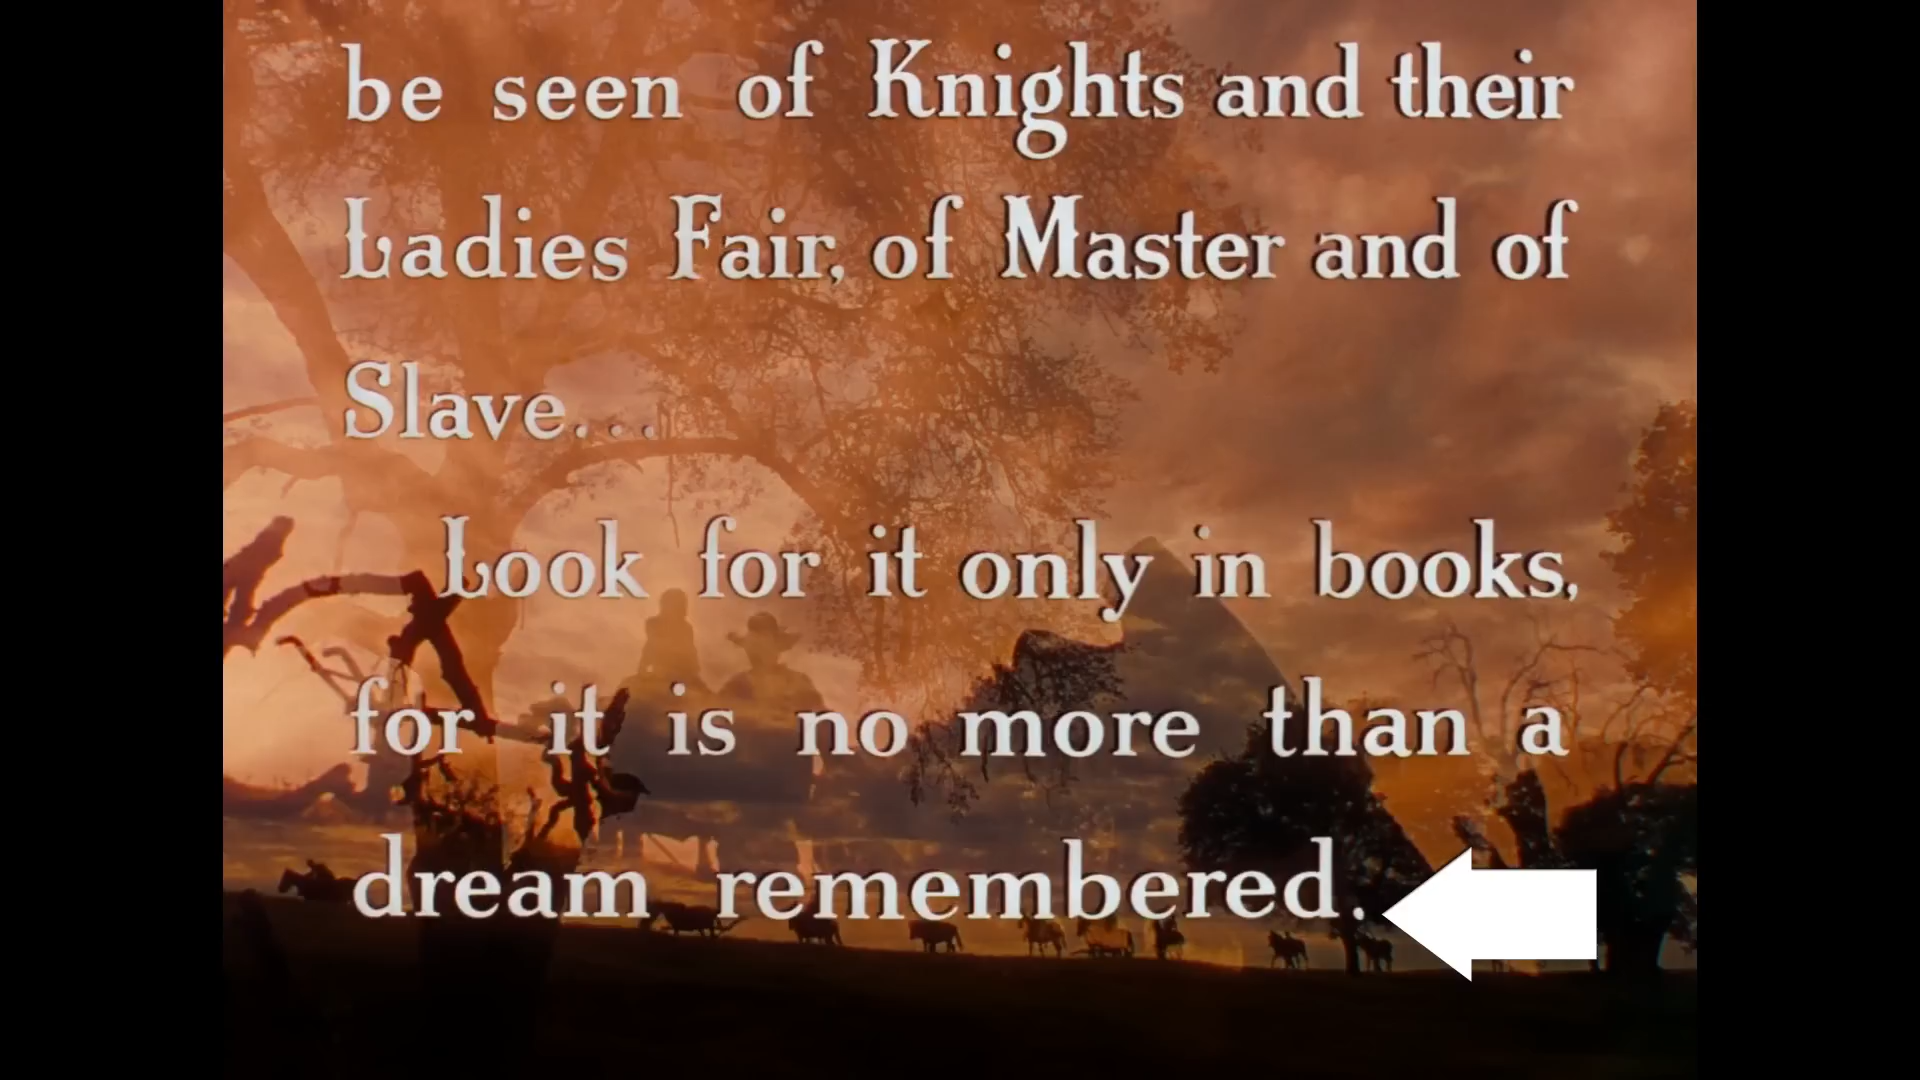 be seen of Knights and their
Ladies Fair, of Master and of
Slave...
Look for it only in books,
for it is no more than a
dream remembered.